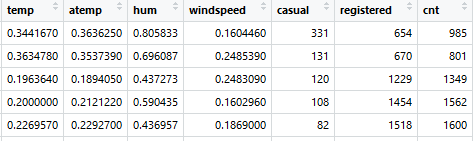 temp atemp hum windspeed casual registered cnt
0.3441670 0.3636250 0.805833 0.1604460 331 654 985
0.3634780 0.3537390 0.696087 0.2485390 131 670 801
0.1963640 0.1894050 0.437273 0.2483090 120 1229 1349
0.2000000 0.2121220 0.590435 0.1602960 108 1454 1562
0.2269570 0.2292700 0.436957 0.1869000 82 1518 1600